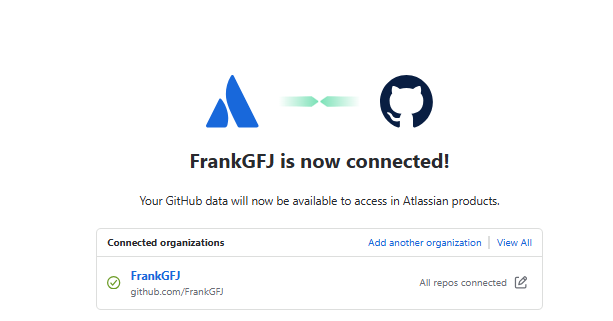 FrankGFJ is now connected!
Your GitHub data will now be available to access in Atlassian products.
Connected organizations Add another organization View All
FrankGFJ All repos connected
github.com/FrankGFJ